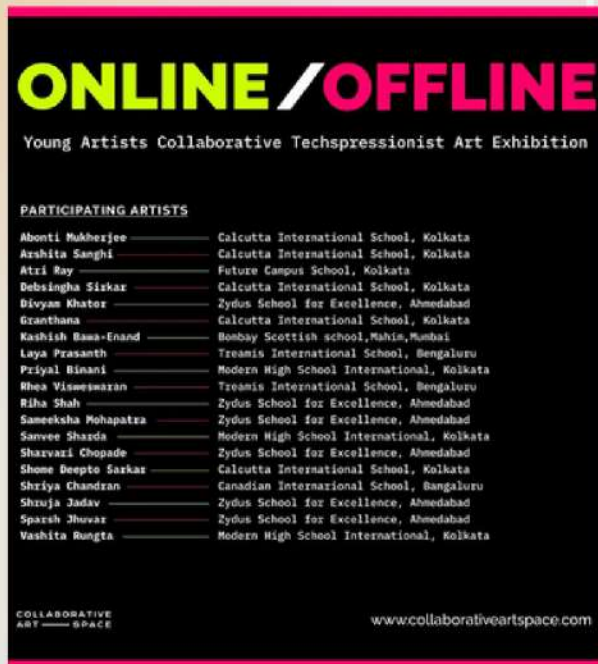 ONLINE/OFFLINE
Young Artists Collaborative Techspressionist Art Exhibition
PARTICIPATING ARTISTS
Abonti Mukherjee Calcutta International School, Kolkata
Arshita Sanghi Calcutta International School, Kolkata
Atri Ray Future Campus School, Kolkata
Debsingha Sirkar Calcutta International School, Kolkata
Divyam Khator Zydus School for Excellence, Ahmedabad
Granthana Calcutta International School, Kolkata
Kashish Bawa-Enand Bombay Scottish school,Mahim,Mumbai
Laya Prasanth Treamis International School, Bengaluru
Priyal Binani Modern High School International, Kolkata
Rhea Visweswaran Treamis International School, Bengaluru
Riha Shah Zydus School for Excellence, Ahmedabad
Sameeksha Mohapatra Zydus School for Excellence, Ahmedabad
Sanvee Sharda Modern High School International, Kolkata
Sharvari Chopade Zydus School for Excellence, Ahmedabad
Shome Deepto Sarkar Calcutta International School, Kolkata
Shriya Chandran Canadian International School, Bangaluru
Shruja Jadav Zydus School for Excellence, Ahmedabad
Sparsh Jhuvar Zydus School for Excellence, Ahmedabad
Vashita Rungta Modern High School International, Kolkata
COLLABORATIVE
ART SPACE
www.collaborativeartspace.com